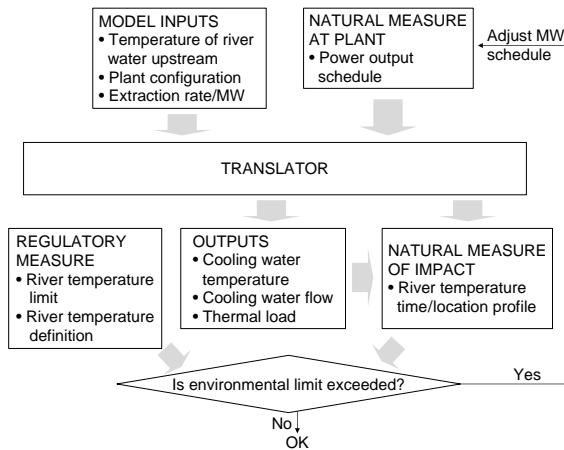 MODEL INPUTS
• Temperature of river
water upstream
• Plant configuration
• Extraction rate/MW
NATURAL MEASURE
AT PLANT
• Power output
schedule
Adjust MW
schedule
TRANSLATOR
REGULATORY
MEASURE
• River temperature
limit
• River temperature
definition
OUTPUTS
• Cooling water
temperature
• Cooling water flow
• Thermal load
NATURAL MEASURE
OF IMPACT
• River temperature
time/location profile
Is environmental limit exceeded?
Yes
No
OK